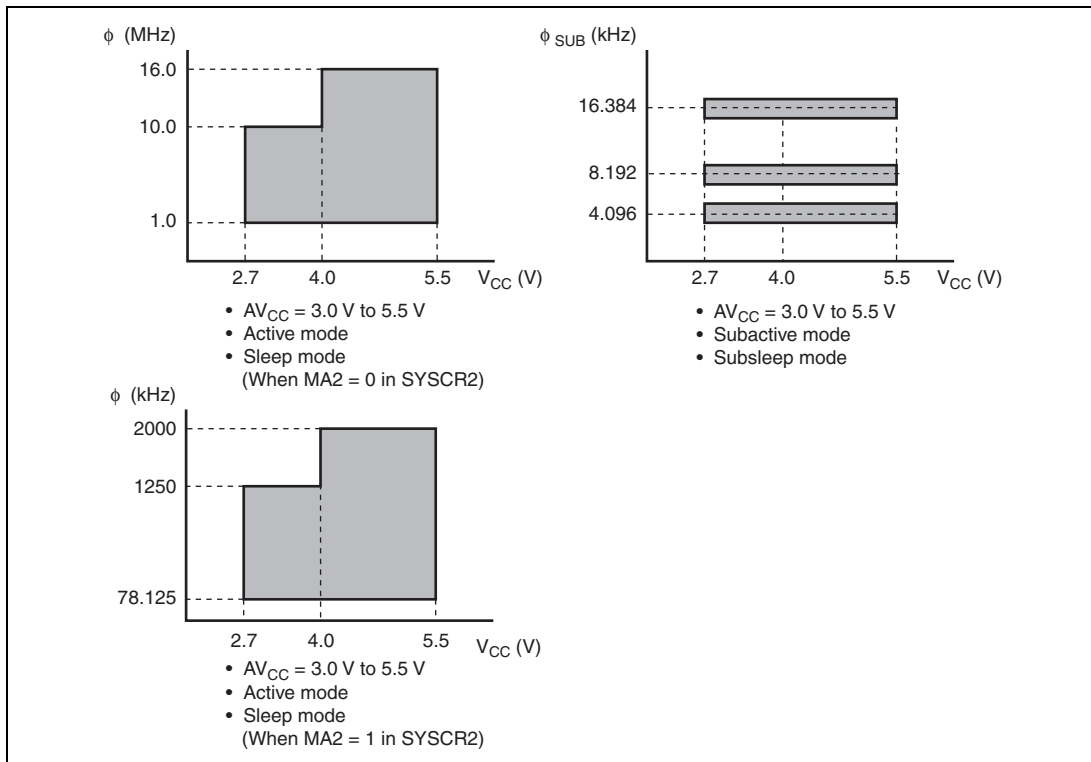 φ (MHz)
16.0
10.0
1.0
2.7 4.0 5.5 V_CC (V)
• AV_CC = 3.0 V to 5.5 V
• Active mode
• Sleep mode
(When MA2 = 0 in SYSCR2)
φ_SUB (kHz)
16.384
8.192
4.096
2.7 4.0 5.5 V_CC (V)
• AV_CC = 3.0 V to 5.5 V
• Subactive mode
• Subsleep mode
φ (kHz)
2000
1250
78.125
2.7 4.0 5.5 V_CC (V)
• AV_CC = 3.0 V to 5.5 V
• Active mode
• Sleep mode
(When MA2 = 1 in SYSCR2)